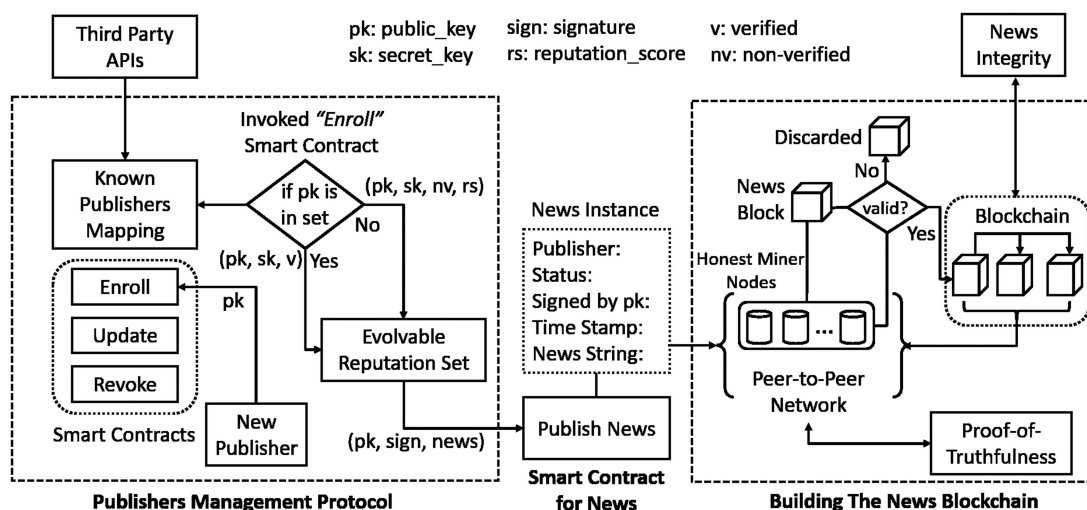 pk: public_key
sign: signature
v: verified
sk: secret_key
rs: reputation_score
nv: non-verified
Third Party
APIs
Invoked "Enroll"
Smart Contract
if pk is
in set
(pk, sk, nv, rs)
No
(pk, sk, v)
Yes
Known
Publishers
Mapping
Enroll
Update
Revoke
Smart Contracts
pk
New
Publisher
Evolvable
Reputation Set
(pk, sign, news)
Publishers Management Protocol
News Instance
Publisher:
Status:
Signed by pk:
Time Stamp:
News String:
Publish News
Smart Contract
for News
News
Integrity
Discarded
No
News
Block
valid?
Yes
Blockchain
Honest Miner
Nodes
...
Peer-to-Peer
Network
Proof-of-
Truthfulness
Building The News Blockchain